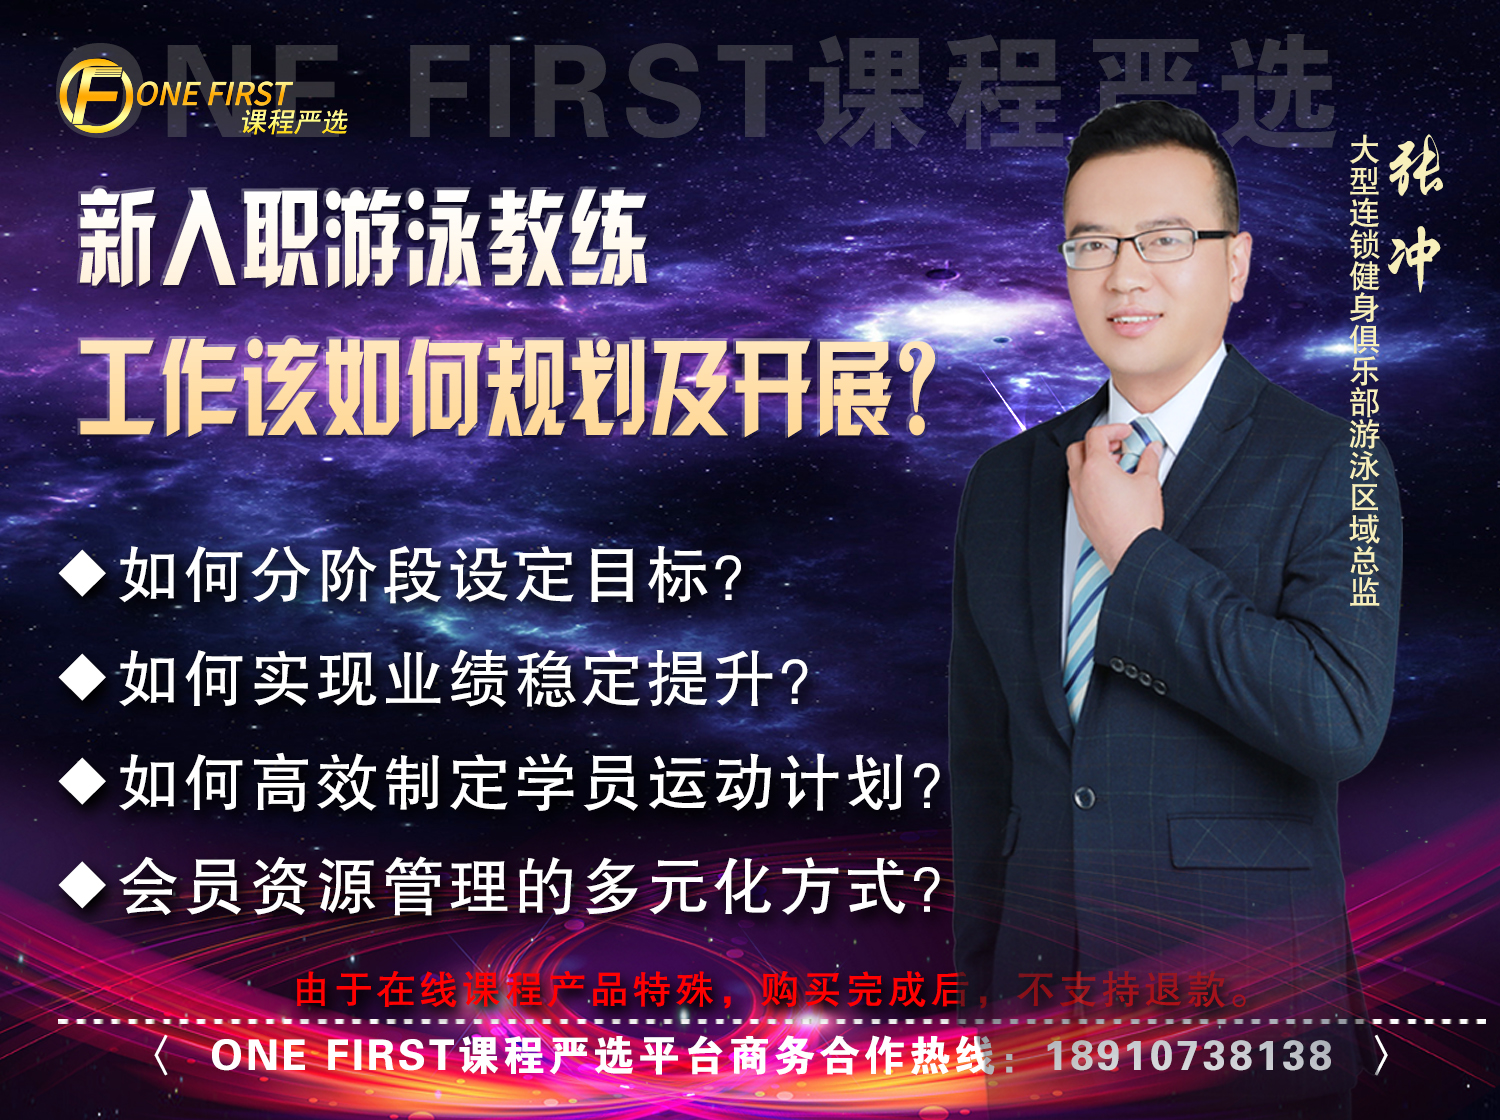 ONE FIRST课程严选
ONE FIRST
课程严选
新入职游泳教练
工作该如何规划及开展?
张冲
大型连锁健身俱乐部游泳区域总监
◆如何分阶段设定目标?
◆如何实现业绩稳定提升?
◆如何高效制定学员运动计划?
◆会员资源管理的多元化方式?
由于在线课程产品特殊，购买完成后，不支持退款。
〈 ONE FIRST课程严选平台商务合作热线：18910738138 〉